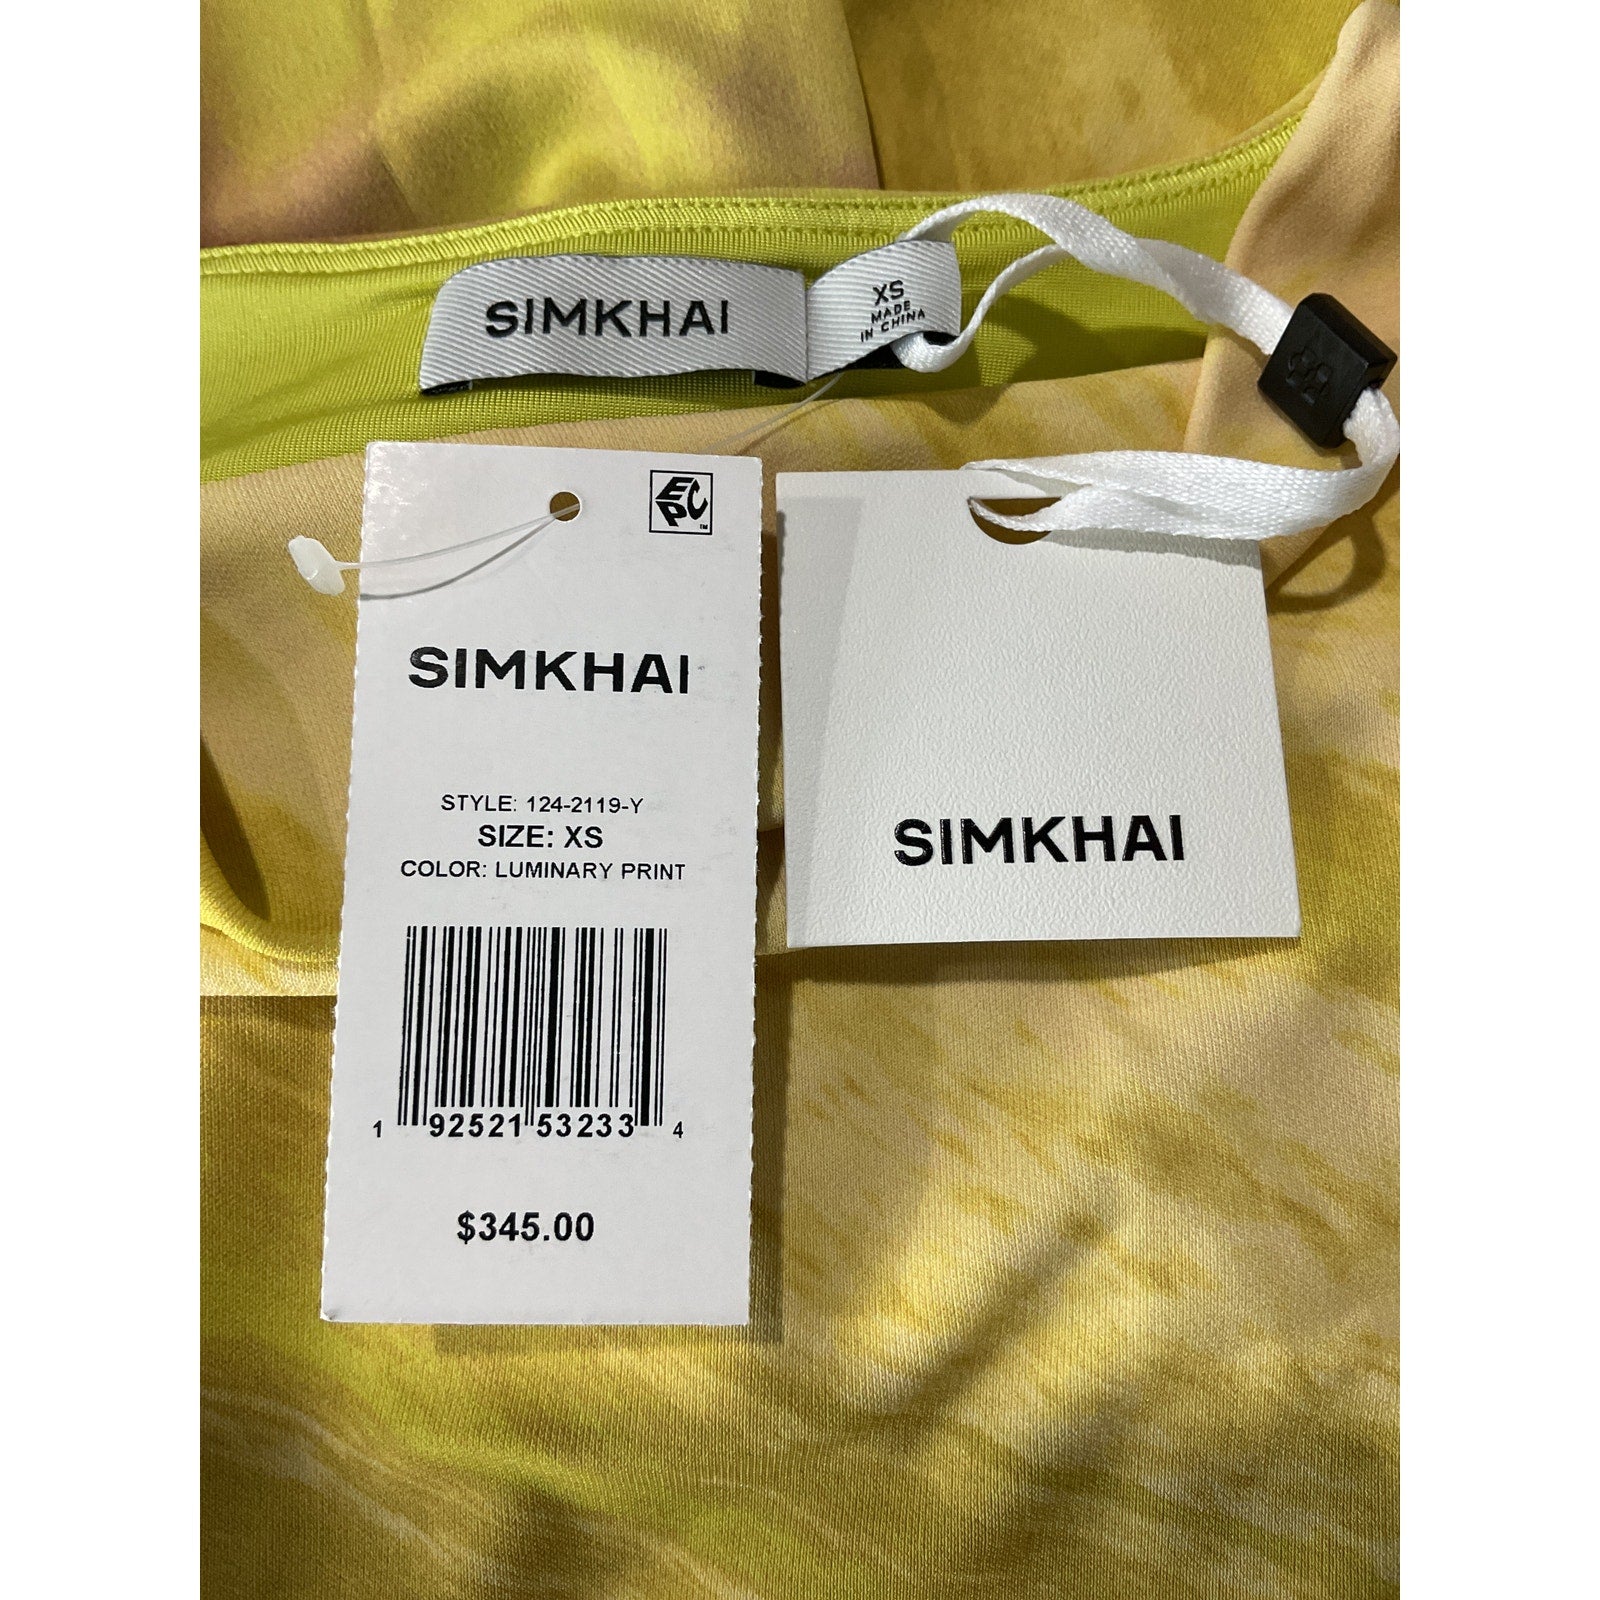 SIMKHAI
XS
MADE
IN CHINA
EPC
TM
SIMKHAI
STYLE: 124-2119-Y
SIZE: XS
COLOR: LUMINARY PRINT
1 92521 53233 4
$345.00
SIMKHAI